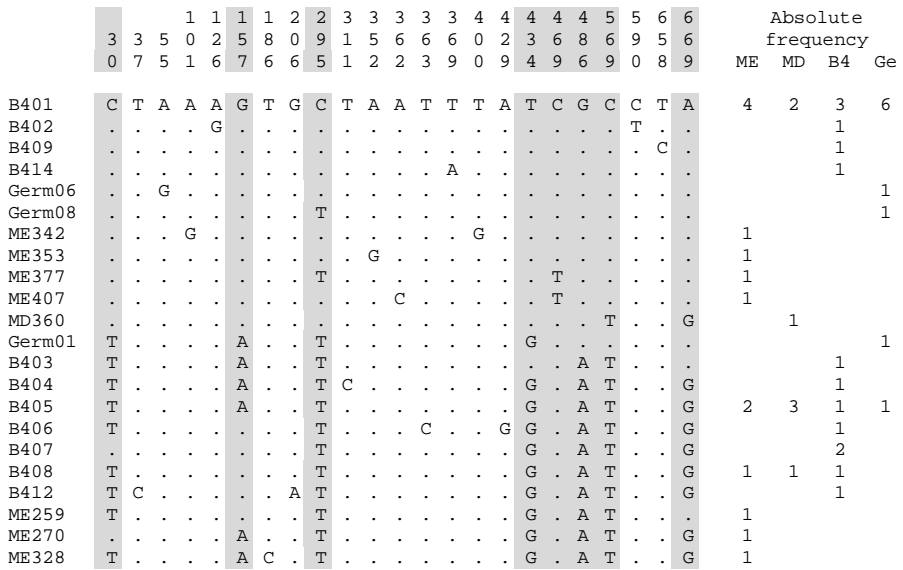 1 1 1 1 2 2 3 3 3 3 3 4 4 4 4 4 5 5 6 6 Absolute
3 3 5 0 2 5 8 0 9 1 5 6 6 6 0 2 3 6 8 6 9 5 6 frequency
0 7 5 1 6 7 6 6 5 1 2 2 3 9 0 9 4 9 6 9 0 8 9 ME MD B4 Ge
B401 C T A A A G T G C T A A T T T A T C G C C T A 4 2 3 6
B402 . . . . G . . . . . . . . . . . . . . . T . . 1
B409 . . . . . . . . . . . . . . . . . . . . . C . 1
B414 . . . . . . . . . . . . . A . . . . . . . . . 1
Germ06 . . G . . . . . . . . . . . . . . . . . . . . 1
Germ08 . . . . . . . . T . . . . . . . . . . . . . . 1
ME342 . . . G . . . . . . . . . . G . . . . . . . . 1
ME353 . . . . . . . . . . G . . . . . . . . . . . . 1
ME377 . . . . . . . . T . . . . . . . . T . . . . . 1
ME407 . . . . . . . . . . . C . . . . . T . . . . . 1
MD360 . . . . . . . . . . . . . . . . . . . T . . G 1
Germ01 T . . . . A . . T . . . . . . . G . . . . . . 1
B403 T . . . . A . . T . . . . . . . . . A T . . . 1
B404 T . . . . A . . T C . . . . . . G . A T . . G 1
B405 T . . . . A . . T . . . . . . . G . A T . . G 2 3 1 1
B406 T . . . . . . . T . . . C . . G G . A T . . G 1
B407 . . . . . . . . T . . . . . . . G . A T . . G 2
B408 T . . . . . . . T . . . . . . . G . A T . . G 1 1 1
B412 T C . . . . . A T . . . . . . . G . A T . . G 1
ME259 T . . . . . . . T . . . . . . . G . A T . . . 1
ME270 . . . . . A . . T . . . . . . . G . A T . . G 1
ME328 T . . . . A C . T . . . . . . . G . A T . . G 1